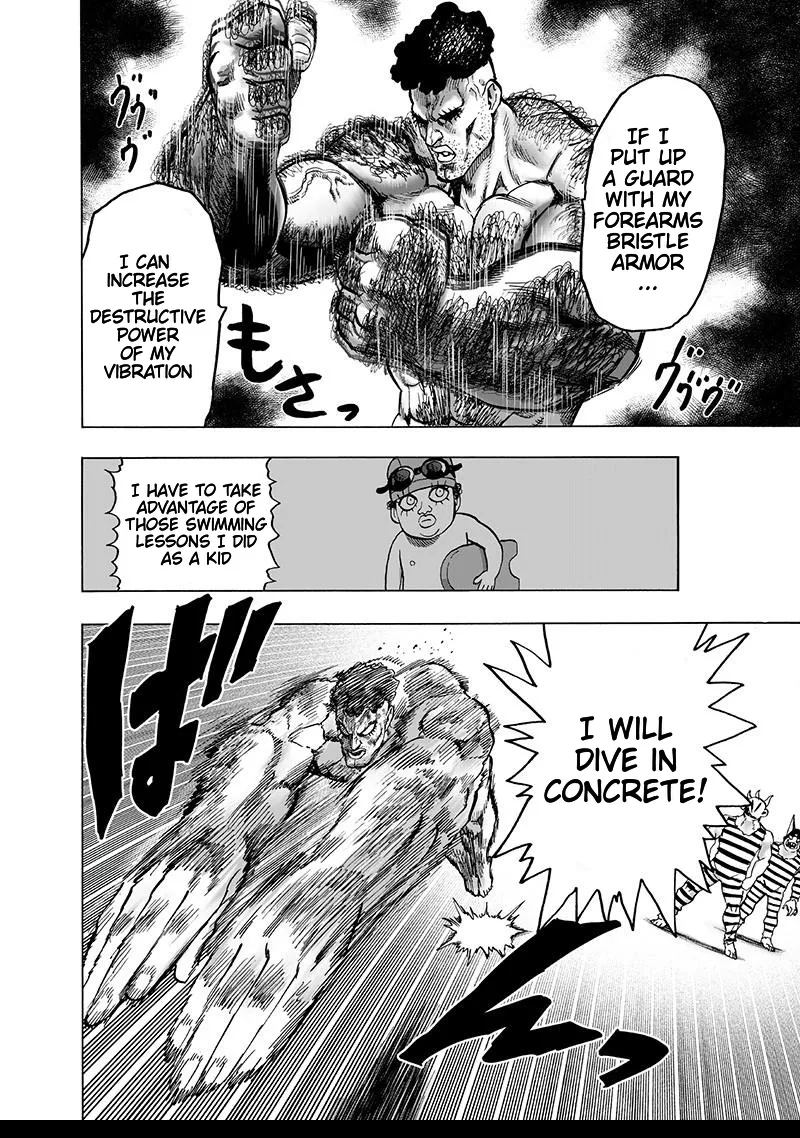 IF I
PUT UP
A GUARD
WITH MY
FOREARMS
BRISTLE
ARMOR
...
ヴヴヴ
ヴヴヴ
もさっ
I CAN
INCREASE
THE
DESTRUCTIVE
POWER
OF MY
VIBRATION
I HAVE TO TAKE
ADVANTAGE OF
THOSE SWIMMING
LESSONS I DID
AS A KID
I WILL
DIVE IN
CONCRETE!
ば"
んっ